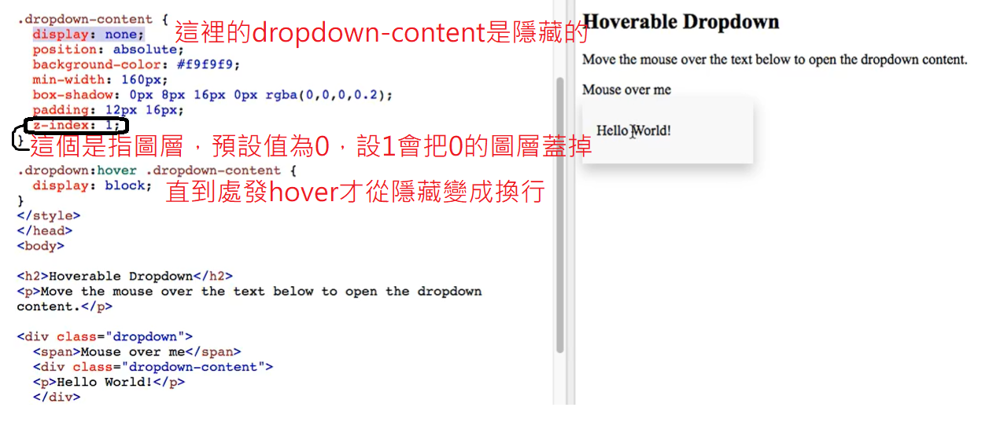 .dropdown-content {
display: none;
這裡的dropdown-content是隱藏的
position: absolute;
background-color: #f9f9f9;
min-width: 160px;
box-shadow: 0px 8px 16px 0px rgba(0,0,0,0.2);
padding: 12px 16px;
z-index: 1;
}
這個是指圖層，預設值為0，設1會把0的圖層蓋掉
.dropdown:hover .dropdown-content {
display: block;
直到處發hover才從隱藏變成換行
}
</style>
</head>
<body>
<h2>Hoverable Dropdown</h2>
<p>Move the mouse over the text below to open the dropdown
content.</p>
<div class="dropdown">
<span>Mouse over me</span>
<div class="dropdown-content">
<p>Hello World!</p>
</div>
Hoverable Dropdown
Move the mouse over the text below to open the dropdown content.
Mouse over me
Hello World!